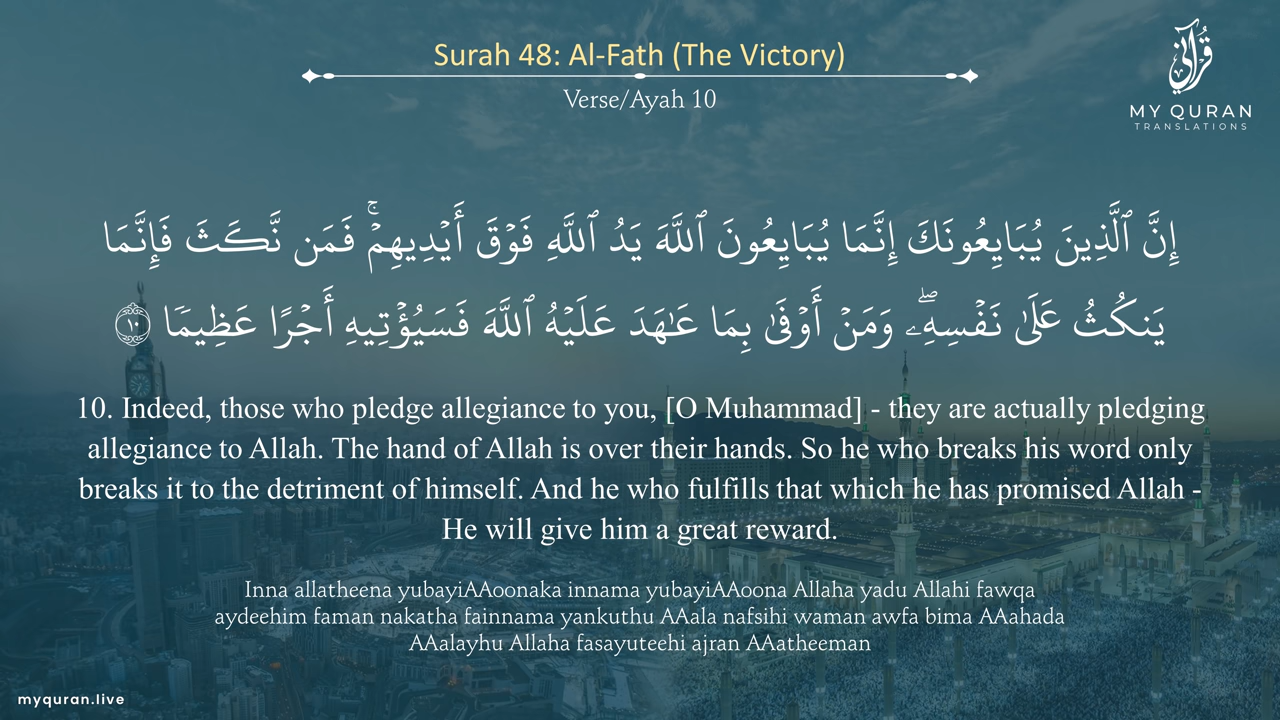 Surah 48: Al-Fath (The Victory)
Verse/Ayah 10
قرآني
MY QURAN
TRANSLATIONS
إِنَّ ٱلَّذِينَ يُبَايِعُونَكَ إِنَّمَا يُبَايِعُونَ ٱللَّهَ يَدُ ٱللَّهِ فَوْقَ أَيْدِيهِمْۚ فَمَن نَّكَثَ فَإِنَّمَا
يَنكُثُ عَلَىٰ نَفْسِهِۦۖ وَمَنْ أَوْفَىٰ بِمَا عَٰهَدَ عَلَيْهُ ٱللَّهَ فَسَيُؤْتِيهِ أَجْرًا عَظِيمًا ١٠
10. Indeed, those who pledge allegiance to you, [O Muhammad] - they are actually pledging
allegiance to Allah. The hand of Allah is over their hands. So he who breaks his word only
breaks it to the detriment of himself. And he who fulfills that which he has promised Allah -
He will give him a great reward.
Inna allatheena yubayiAAoonaka innama yubayiAAoona Allaha yadu Allahi fawqa
aydeehim faman nakatha fainnama yankuthu AAala nafsihi waman awfa bima AAahada
AAalayhu Allaha fasayuteehi ajran AAatheeman
myquran.live